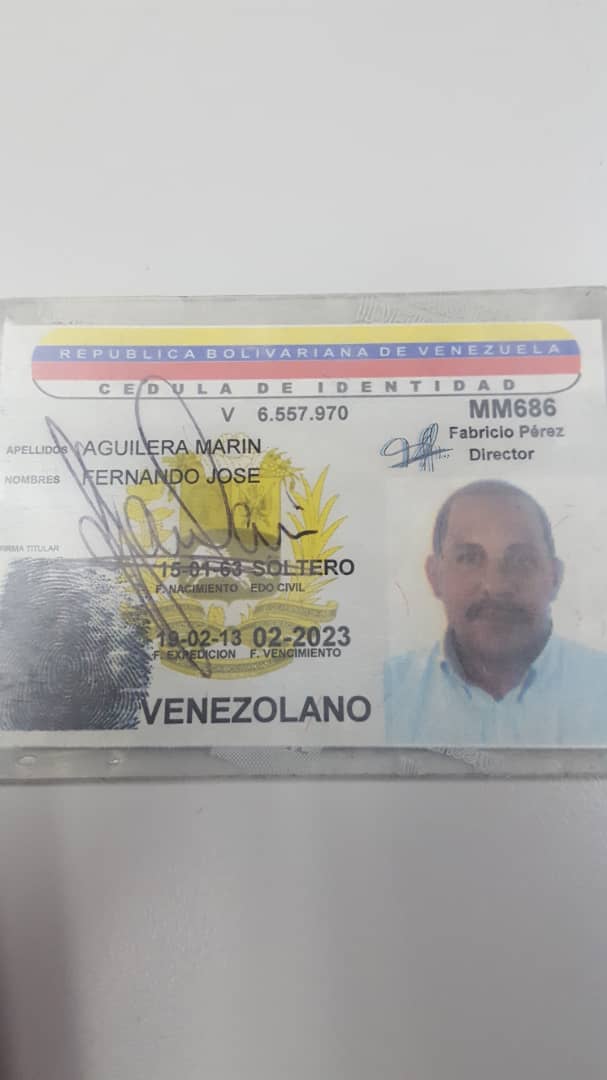 REPUBLICA BOLIVARIANA DE VENEZUELA
CEDULA DE IDENTIDAD
V 6.557.970
MM686
Fabricio Pérez
Director
APELLIDOS AGUILERA MARIN
NOMBRES FERNANDO JOSE
FIRMA TITULAR
15-01-63 SOLTERO
F. NACIMIENTO EDO CIVIL
19-02-13 02-2023
F. EXPEDICION F. VENCIMIENTO
VENEZOLANO